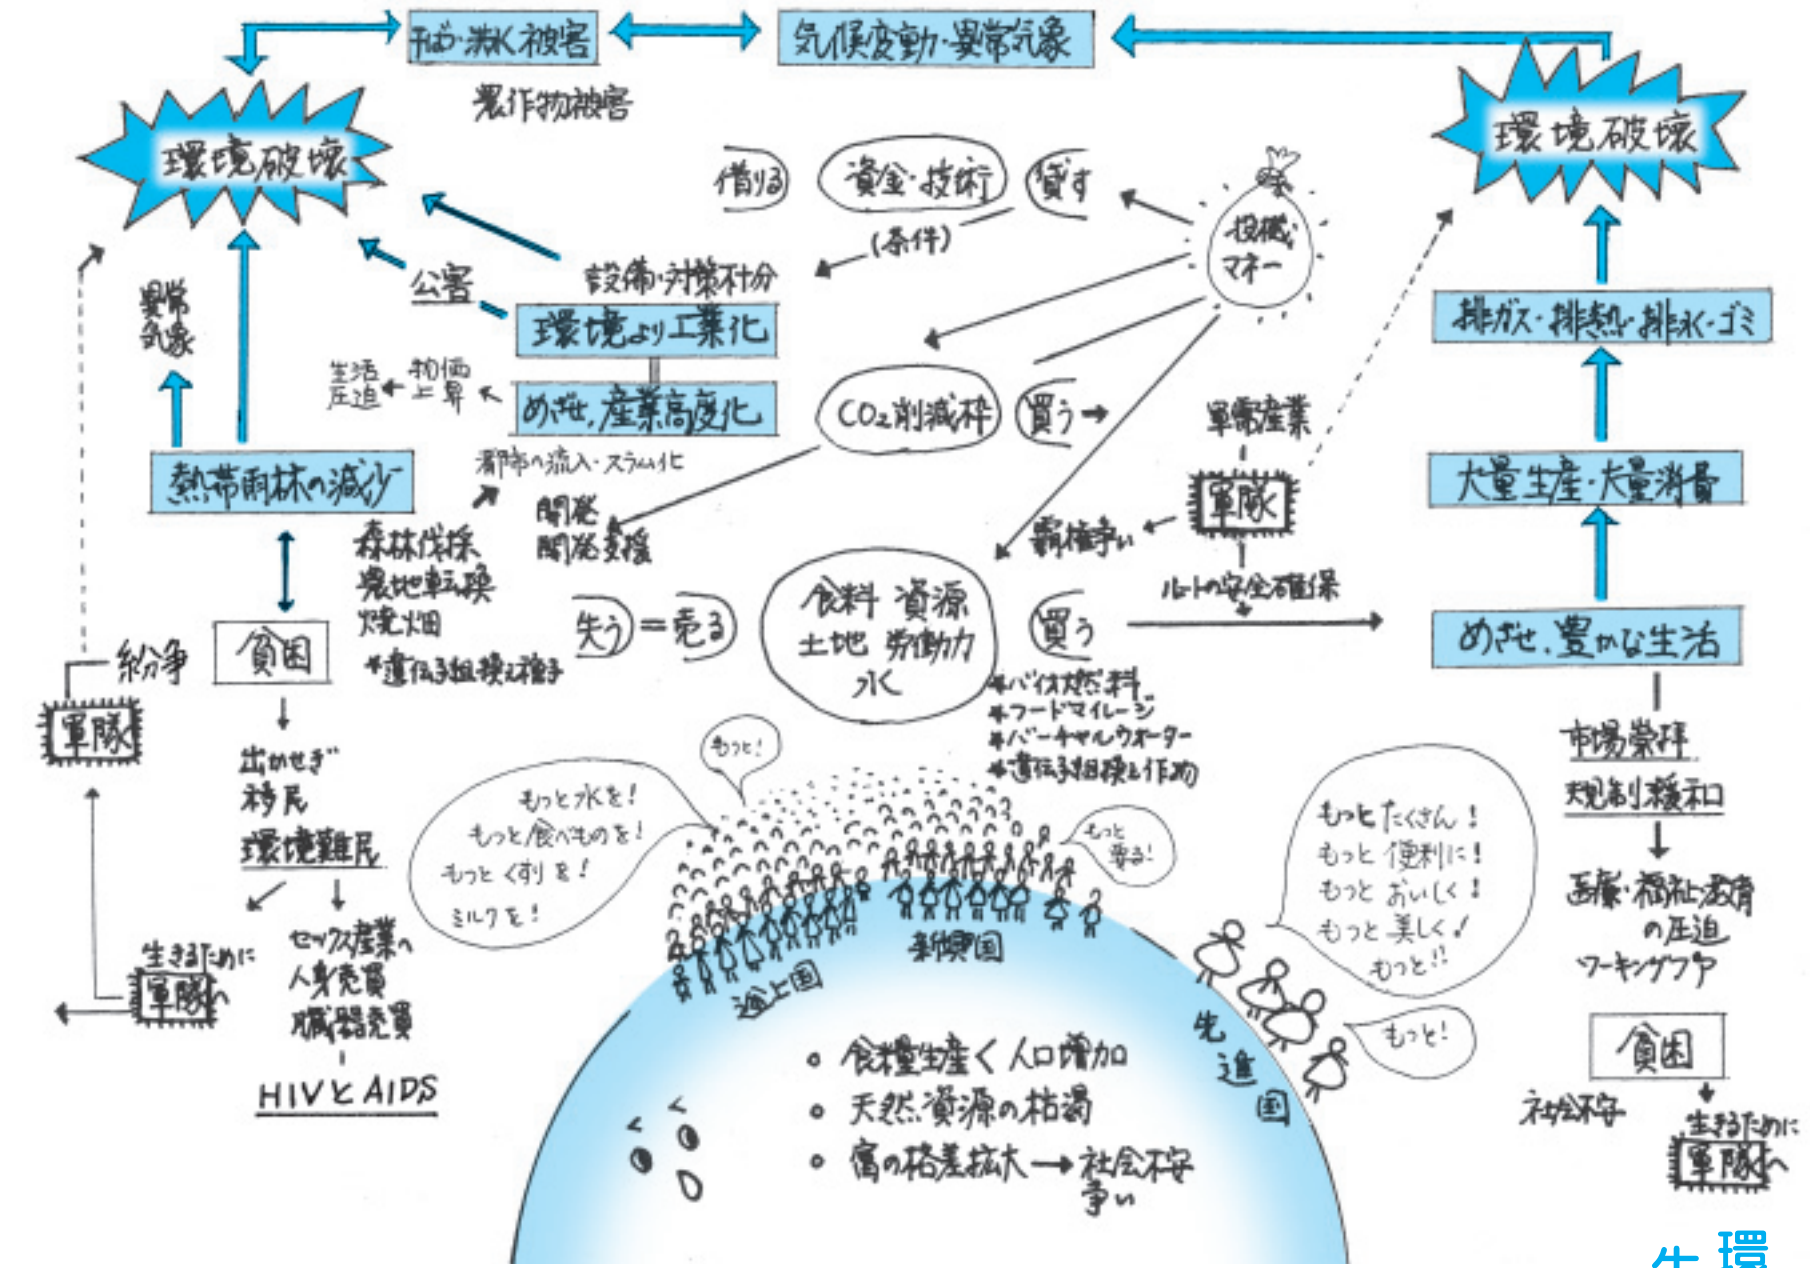 干ばつ・洪水被害
気候変動・異常気象
農作物被害
環境破壊
環境破壊
借りる
資金・技術
貸す
投機
マネー
(条件)
設備・対策不十分
公害
環境より工業化
異常
気象
排ガス・排熱・排水・ゴミ
生活
圧迫
物価
上昇
めざせ、産業高度化
CO₂削減枠
買う
軍需産業
都市の流入・スラム化
熱帯雨林の減少
大量生産・大量消費
軍隊
開発
開発支援
覇権争い
森林伐採
農地転換
焼畑
*遺伝子組換え種子
ルートの安全確保
失う=売る
食料 資源
土地 労働力
水
買う
めざせ、豊かな生活
紛争
貧困
軍隊
*バイオ燃料
*フードマイレージ
*バーチャルウォーター
*遺伝子組換え作物
市場崇拝
規制緩和
出かせぎ
移民
環境難民
もっと!
もっと水を!
もっと食べものを!
もっとくすりを!
ミルクを!
もっと
要る!
もっとたくさん!
もっと便利に!
もっとおいしく!
もっと美しく!
もっと!!
医療・福祉・教育
の圧迫
ワーキングプア
生きるために
軍隊へ
セックス産業へ
人身売買
臓器売買
HIVとAIDS
途上国
新興国
先進国
もっと!
貧困
社会不安
生きるために
軍隊へ
食糧生産<人口増加
天然資源の枯渇
富の格差拡大→社会不安
争い
環